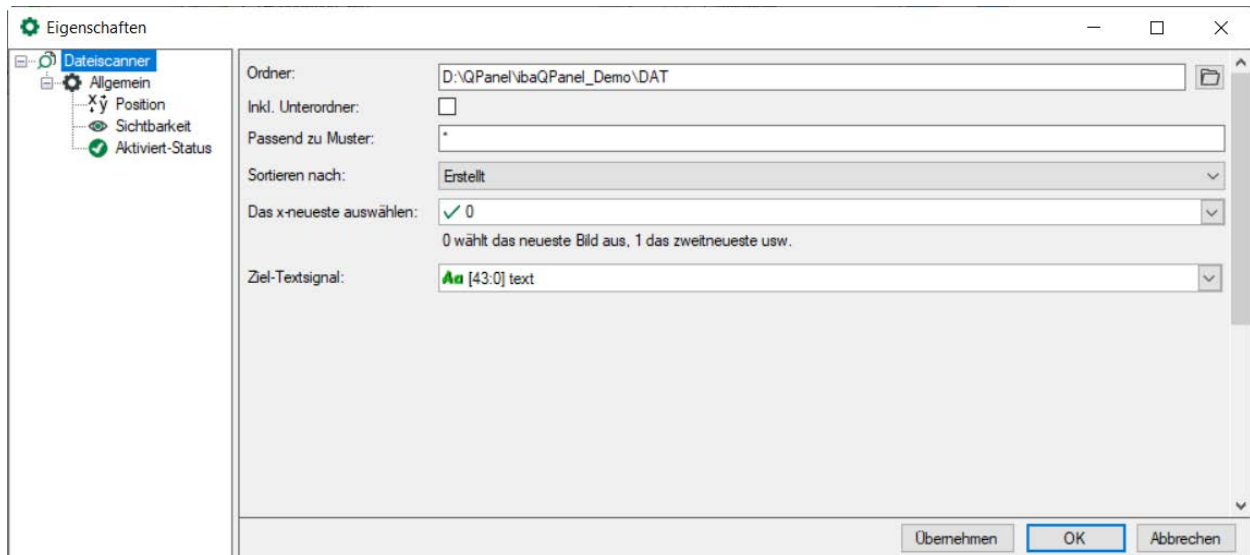 Eigenschaften
Dateiscanner
Allgemein
Position
Sichtbarkeit
Aktiviert-Status
Ordner: D:\QPanel\ibaQPanel_Demo\DAT
Inkl. Unterordner:
Passend zu Muster: *
Sortieren nach: Erstellt
Das x-neueste auswählen: 0
0 wählt das neueste Bild aus, 1 das zweitneueste usw.
Ziel-Textsignal: Aa [43:0] text
Übernehmen OK Abbrechen